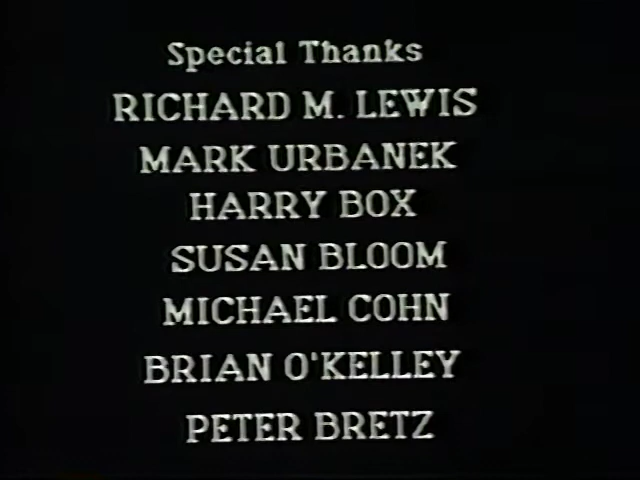 Special Thanks
RICHARD M. LEWIS
MARK URBANEK
HARRY BOX
SUSAN BLOOM
MICHAEL COHN
BRIAN O'KELLEY
PETER BRETZ